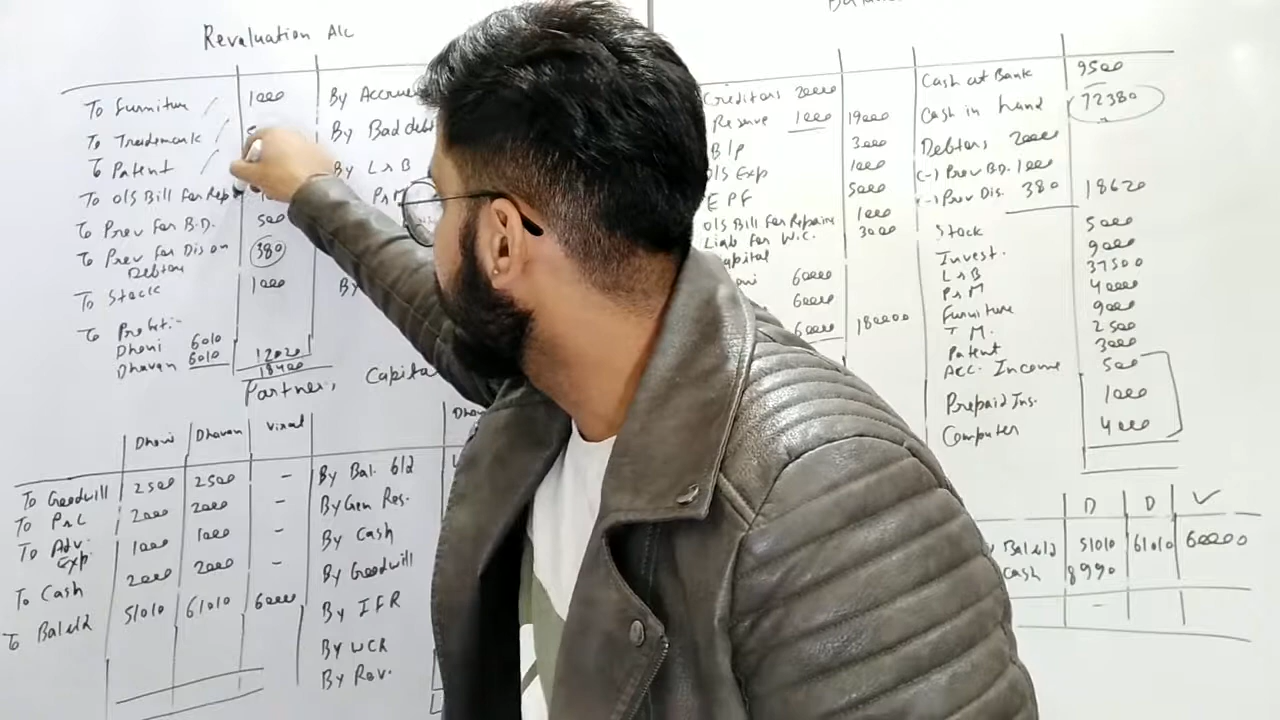 Revaluation A/c
To Furniture 1000
To Trademark
To Patent
To O/S Bill For Rep
To Prov For B.D. 500
To Prov For Dis on 380
Debtors
To Stock 1000
To Profit:-
Dhoni 6010
Dhavan 6010 12020
18400
By Accrue
By Bad debt
By L&B
P&M
By
Partners Capital
Dhoni Dhavan Viral
To Goodwill 2500 2500 -
To P&L 2000 2000 -
To Adv. 1000 1000 -
Exp.
To Cash 2000 2000 -
To Bal c/d 51010 61010 60000
By Bal. b/d
By Gen Res.
By Cash
By Goodwill
By IFR
By WCR
By Rev.
Creditors 20000
Reserve 1000 19000
B/P 3000
O/S Exp 1000
EPF 5000
O/S Bill For Repairs 1000
Liab For W.C. 3000
Capital
60000
60000
60000 180000
Cash at Bank 9500
Cash in hand 72380
Debtors 20000
(-) Prov B.D. 1000
(-) Prov Dis. 380 18620
Stock 5000
Invest. 9000
L&B 37500
P&M 40000
Furniture 9000
T M. 2500
Patent 3000
Acc. Income 500
Prepaid Ins. 1000
Computer 4000
D D V
Bal c/d 51010 61010 60000
Cash 8990
-